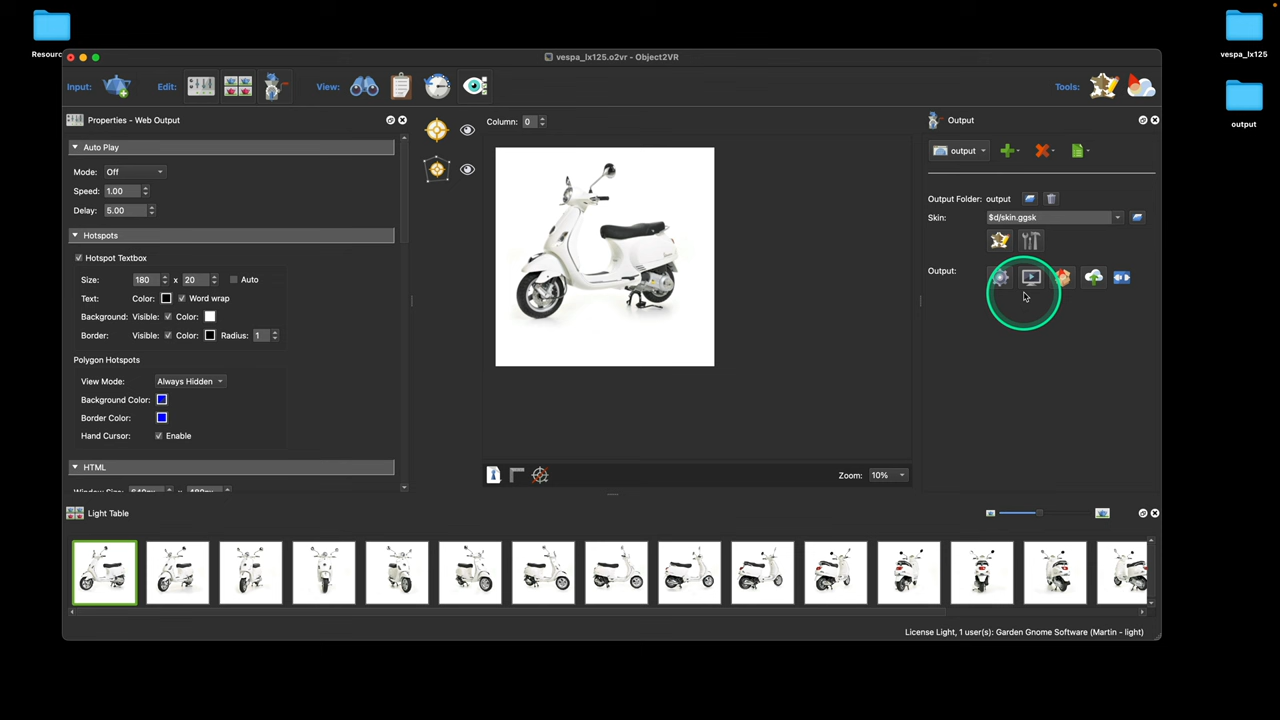 Resourc
vespa_lx125
output
vespa_lx125.o2vr - Object2VR
Input:
Edit:
View:
Tools:
Properties - Web Output
Column: 0
Output
Auto Play
output
Mode: Off
Speed: 1.00
Delay: 5.00
Output Folder: output
Skin: $d/skin.ggsk
Hotspots
Hotspot Textbox
Output:
Size: 180 x 20 Auto
Text: Color: Word wrap
Background: Visible: Color:
Border: Visible: Color: Radius: 1
Polygon Hotspots
View Mode: Always Hidden
Background Color:
Border Color:
Hand Cursor: Enable
HTML
Zoom: 10%
Light Table
License Light, 1 user(s): Garden Gnome Software (Martin - light)